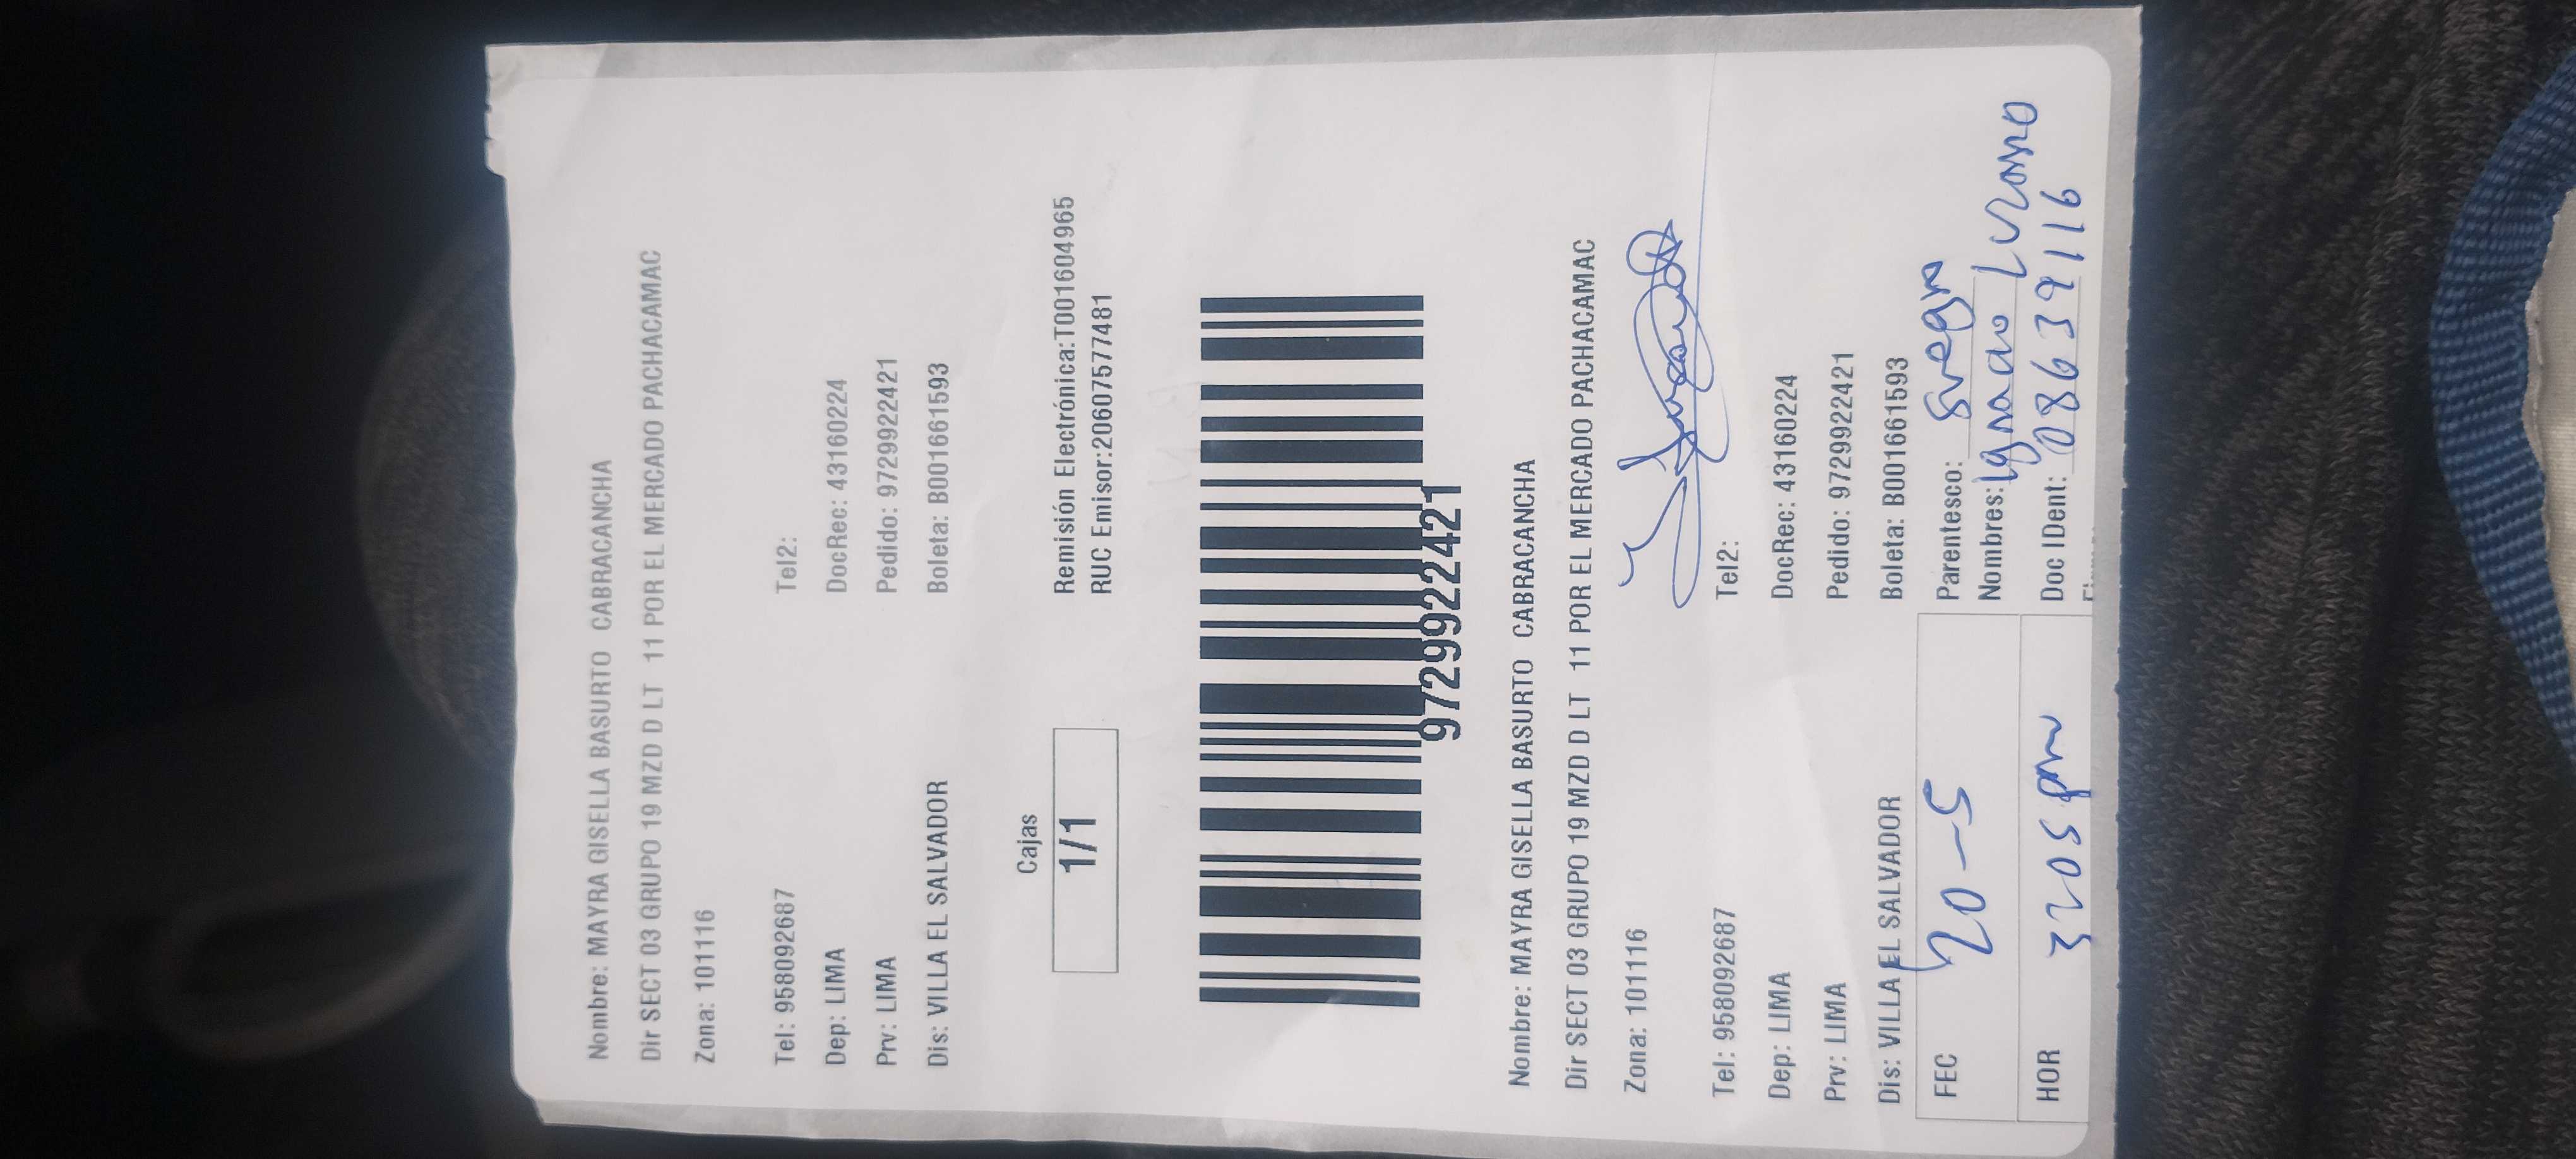 Nombre: MAYRA GISELLA BASURTO CABRACANCHA
Dir SECT 03 GRUPO 19 MZD D LT 11 POR EL MERCADO PACHACAMAC
Zona: 101116
Tel: 958092687 Tel2:
Dep: LIMA DocRec: 43160224
Prv: LIMA Pedido: 9729922421
Dis: VILLA EL SALVADOR Boleta: B001661593
Cajas
1/1
Remisión Electrónica:T001604965
RUC Emisor:20607577481
9729922421
Nombre: MAYRA GISELLA BASURTO CABRACANCHA
Dir SECT 03 GRUPO 19 MZD D LT 11 POR EL MERCADO PACHACAMAC
Zona: 101116
Tel: 958092687 Tel2:
Dep: LIMA DocRec: 43160224
Prv: LIMA Pedido: 9729922421
Dis: VILLA EL SALVADOR Boleta: B001661593
FEC 20-5 Parentesco: Suegra
Nombres: Ignacio Lozano
HOR 3205 pm Doc IDent: 08639116